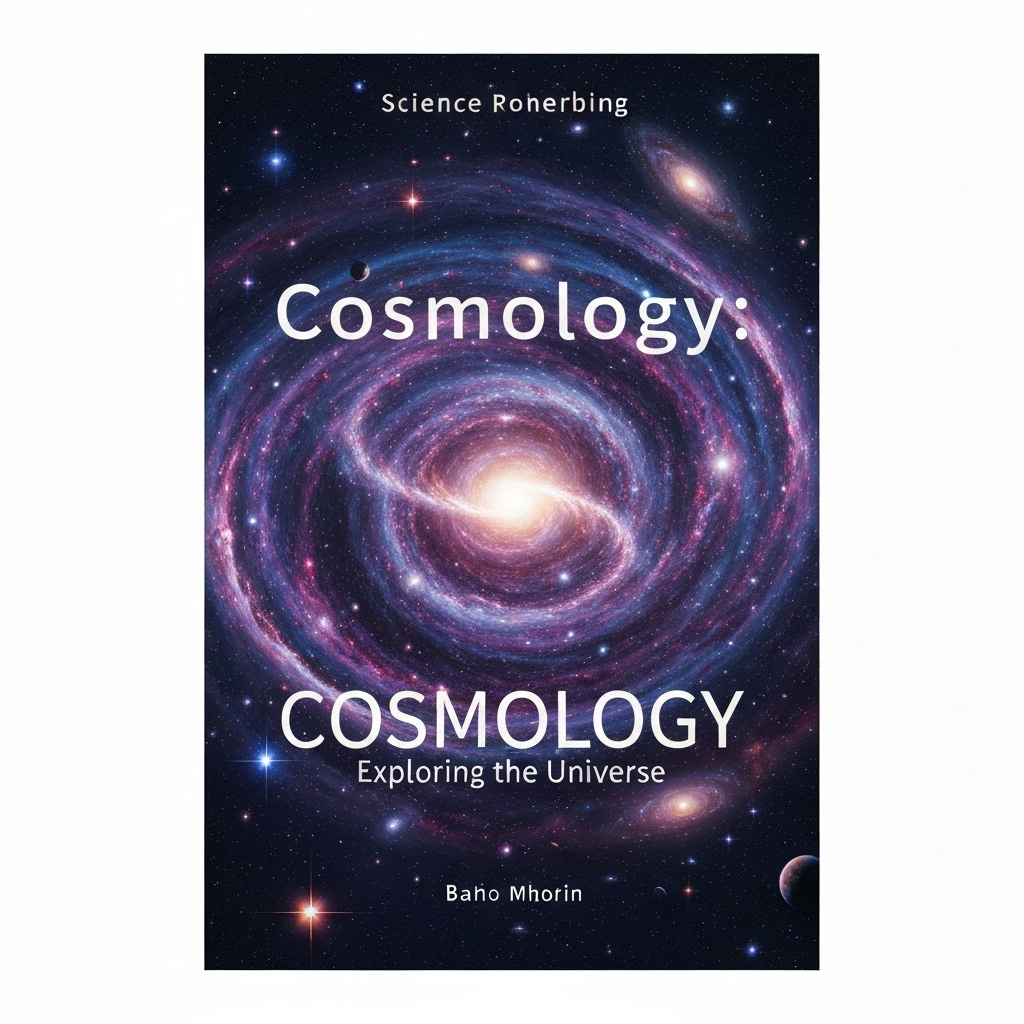 Science Ronerbing
Cosmology:
COSMOLOGY
Exploring the Universe
Baho Mhorin